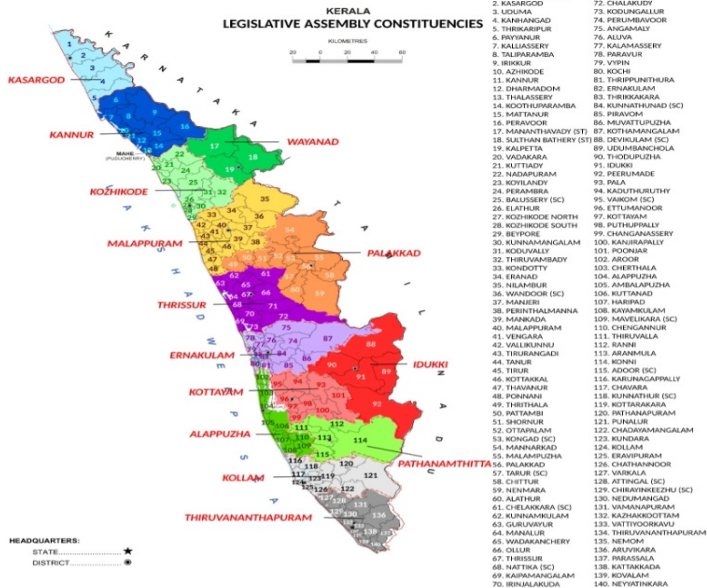 KERALA
LEGISLATIVE ASSEMBLY CONSTITUENCIES
KILOMETRES
20 0 20 40 60
KARNATAKA
KASARGOD
KANNUR
WAYANAD
MAHE
(PUDUCHERRY)
KOZHIKODE
MALAPPURAM
PALAKKAD
THRISSUR
ERNAKULAM
IDUKKI
KOTTAYAM
ALAPPUZHA
PATHANAMTHITTA
KOLLAM
THIRUVANANTHAPURAM
LAKSHADWEEP SEA
TAMIL NADU
HEADQUARTERS:
STATE
DISTRICT
2. KASARGOD
3. UDUMA
4. KANHANGAD
5. THRIKARIPUR
6. PAYYANUR
7. KALLIASSERY
8. TALIPARAMBA
9. IRIKKUR
10. AZHIKODE
11. KANNUR
12. DHARMADOM
13. THALASSERY
14. KOOTHUPARAMBA
15. MATTANUR
16. PERAVOOR
17. MANANTHAVADY (ST)
18. SULTHAN BATHERY (ST)
19. KALPETTA
20. VADAKARA
21. KUTTIADY
22. NADAPURAM
23. KOYILANDY
24. PERAMBRA
25. BALUSSERY (SC)
26. ELATHUR
27. KOZHIKODE NORTH
28. KOZHIKODE SOUTH
29. BEYPORE
30. KUNNAMANGALAM
31. KODUVALLY
32. THIRUVAMBADY
33. KONDOTTY
34. ERANAD
35. NILAMBUR
36. WANDOOR (SC)
37. MANJERI
38. PERINTHALMANNA
39. MANKADA
40. MALAPPURAM
41. VENGARA
42. VALLIKUNNU
43. TIRURANGADI
44. TANUR
45. TIRUR
46. KOTTAKKAL
47. THAVANUR
48. PONNANI
49. THRITHALA
50. PATTAMBI
51. SHORNUR
52. OTTAPALAM
53. KONGAD (SC)
54. MANNARKAD
56. PALAKKAD
57. TARUR (SC)
58. CHITTUR
59. NENMARA
60. ALATHUR
61. CHELAKKARA (SC)
62. KUNNAMKULAM
63. GURUVAYUR
64. MANALUR
65. WADAKANCHERY
66. OLLUR
67. THRISSUR
68. NATTIKA (SC)
69. KAIPAMANGALAM
70. IRINJALAKUDA
72. CHALAKUDY
73. KODUNGALLUR
74. PERUMBAVOOR
75. ANGAMALY
76. ALUVA
77. KALAMASSERY
78. PARAVUR
79. VYPIN
80. KOCHI
81. THRIPPUNITHURA
82. ERNAKULAM
83. THRIKKAKARA
84. KUNNATHUNAD (SC)
85. PIRAVOM
86. MUVATTUPUZHA
87. KOTHAMANGALAM
88. DEVIKULAM (SC)
89. UDUMBANCHOLA
90. THODUPUZHA
91. IDUKKI
92. PEERUMADE
93. PALA
94. KADUTHURUTHY
95. VAIKOM (SC)
96. ETTUMANOOR
97. KOTTAYAM
98. PUTHUPPALLY
99. CHANGANASSERY
100. KANJIRAPALLY
101. POONJAR
102. AROOR
103. CHERTHALA
104. ALAPPUZHA
105. AMBALAPUZHA
106. KUTTANAD
107. HARIPAD
108. KAYAMKULAM
109. MAVELIKARA (SC)
110. CHENGANNUR
111. THIRUVALLA
112. RANNI
113. ARANMULA
114. KONNI
115. ADOOR (SC)
116. KARUNAGAPPALLY
117. CHAVARA
118. KUNNATHUR (SC)
119. KOTTARAKARA
120. PATHANAPURAM
121. PUNALUR
122. CHADAYAMANGALAM
123. KUNDARA
124. KOLLAM
125. ERAVIPURAM
126. CHATHANNOOR
127. VARKALA
128. ATTINGAL (SC)
129. CHIRAYINKEEZHU (SC)
130. NEDUMANGAD
131. VAMANAPURAM
132. KAZHAKKOOTTAM
133. VATTIYOORKAVU
134. THIRUVANANTHAPURAM
135. NEMOM
136. ARUVIKARA
137. PARASSALA
138. KATTAKKADA
139. KOVALAM
140. NEYYATINKARA